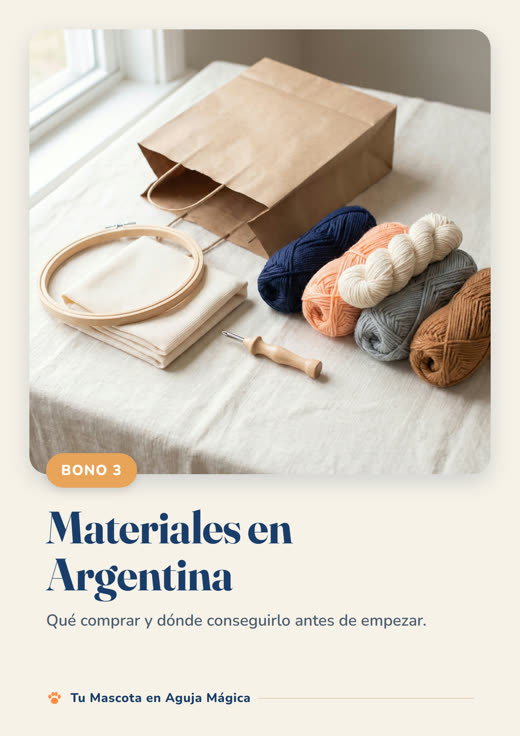 BONO 3
Materiales en
Argentina
Qué comprar y dónde conseguirlo antes de empezar.
Tu Mascota en Aguja Mágica